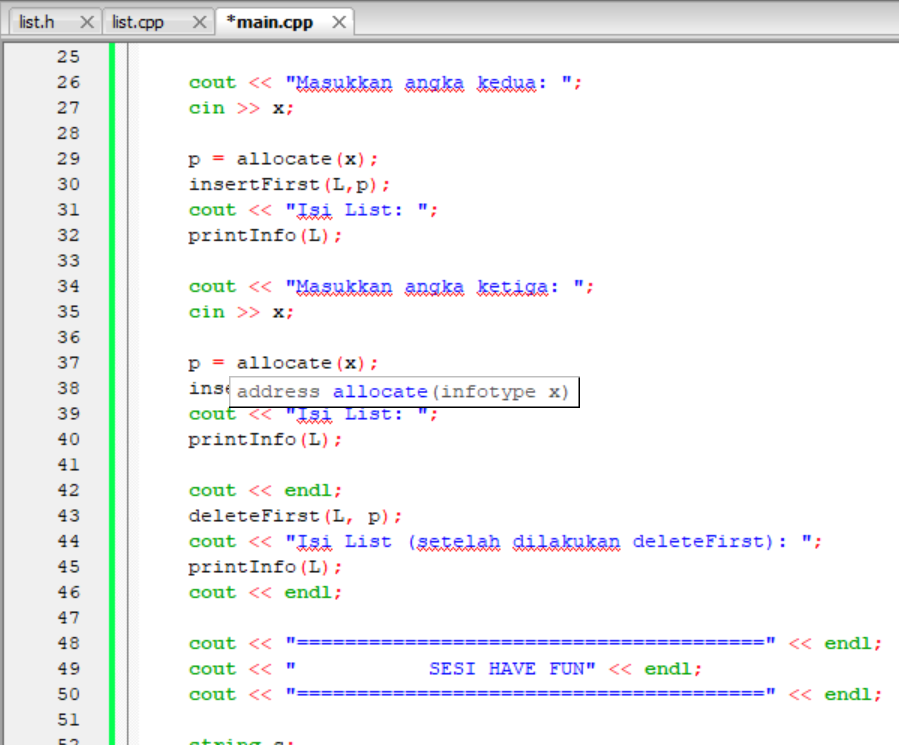 list.h × list.cpp × *main.cpp ×
25
26 cout << "Masukkan angka kedua: ";
27 cin >> x;
28
29 p = allocate(x);
30 insertFirst(L,p);
31 cout << "Isi List: ";
32 printInfo(L);
33
34 cout << "Masukkan angka ketiga: ";
35 cin >> x;
36
37 p = allocate(x);
38 inse
address allocate(infotype x)
39 cout << "Isi List: ";
40 printInfo(L);
41
42 cout << endl;
43 deleteFirst(L, p);
44 cout << "Isi List (setelah dilakukan deleteFirst): ";
45 printInfo(L);
46 cout << endl;
47
48 cout << "=======================================" << endl;
49 cout << "           SESI HAVE FUN" << endl;
50 cout << "=======================================" << endl;
51
52 string